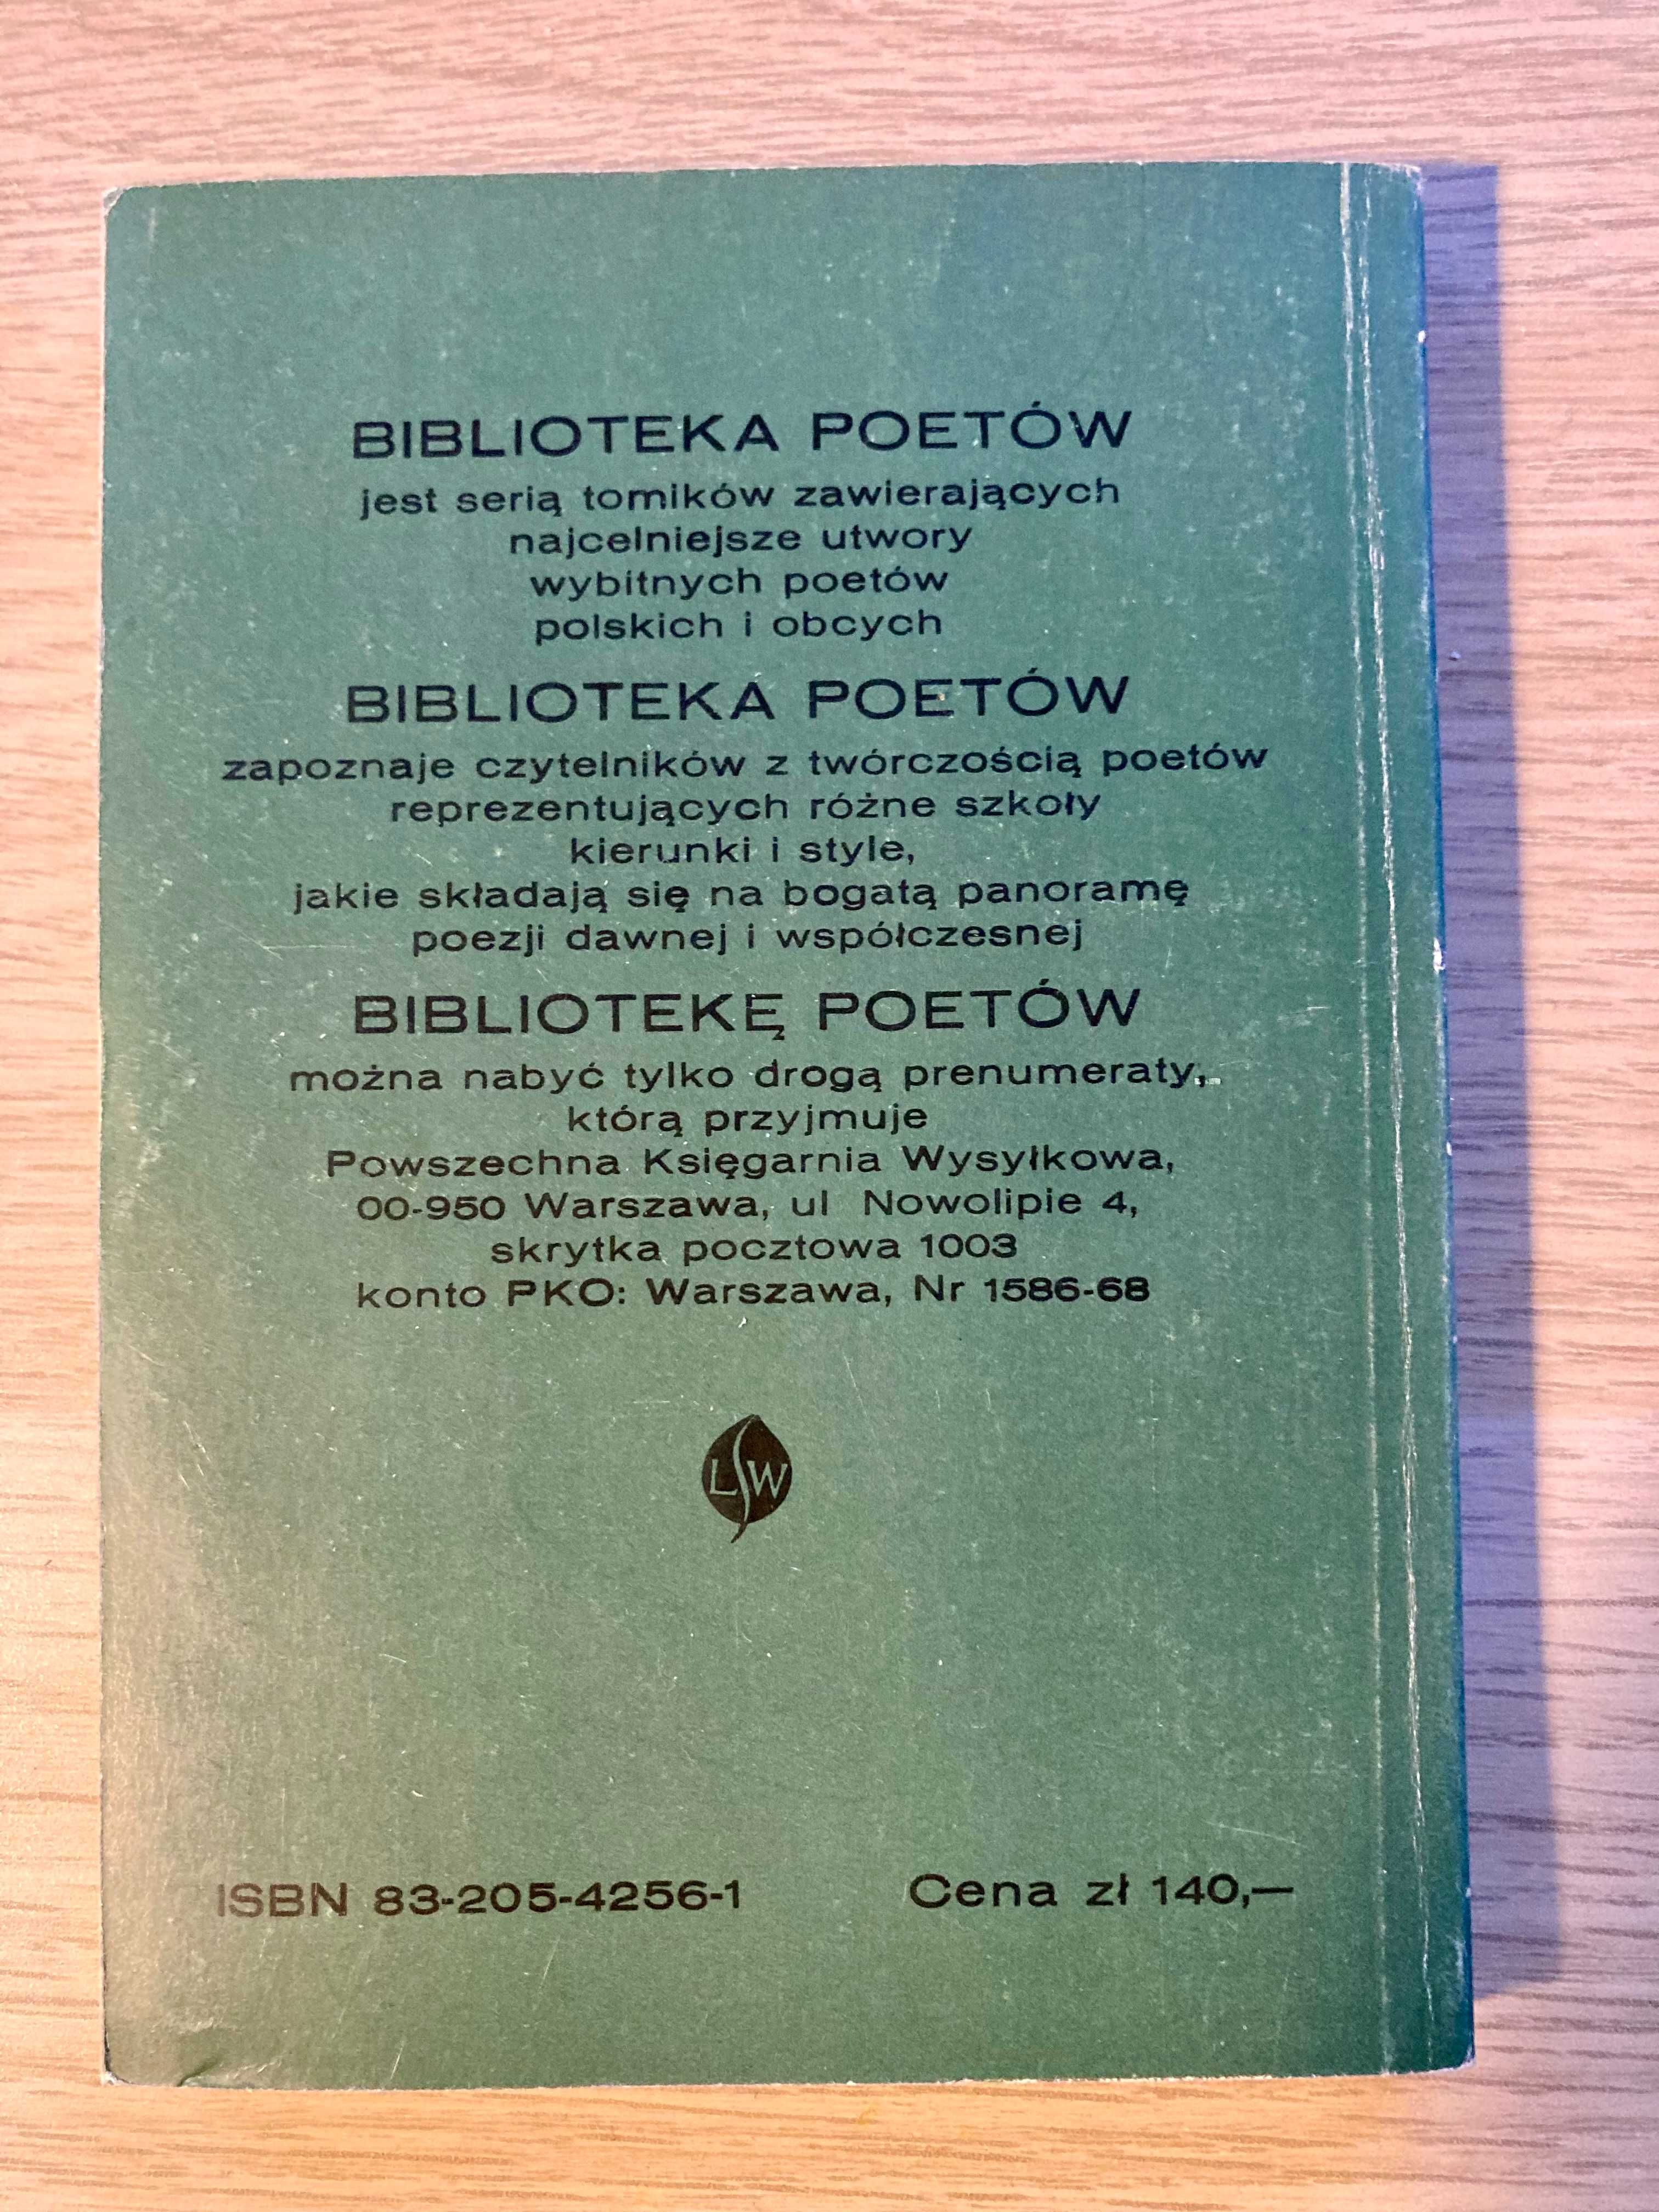 BIBLIOTEKA POETÓW
jest serią tomików zawierających
najcelniejsze utwory
wybitnych poetów
polskich i obcych
BIBLIOTEKA POETÓW
zapoznaje czytelników z twórczością poetów
reprezentujących różne szkoły
kierunki i style,
jakie składają się na bogatą panoramę
poezji dawnej i współczesnej
BIBLIOTEKĘ POETÓW
można nabyć tylko drogą prenumeraty,
którą przyjmuje
Powszechna Księgarnia Wysyłkowa,
00-950 Warszawa, ul Nowolipie 4,
skrytka pocztowa 1003
konto PKO: Warszawa, Nr 1586-68
LSW
ISBN 83-205-4256-1 Cena zł 140,—